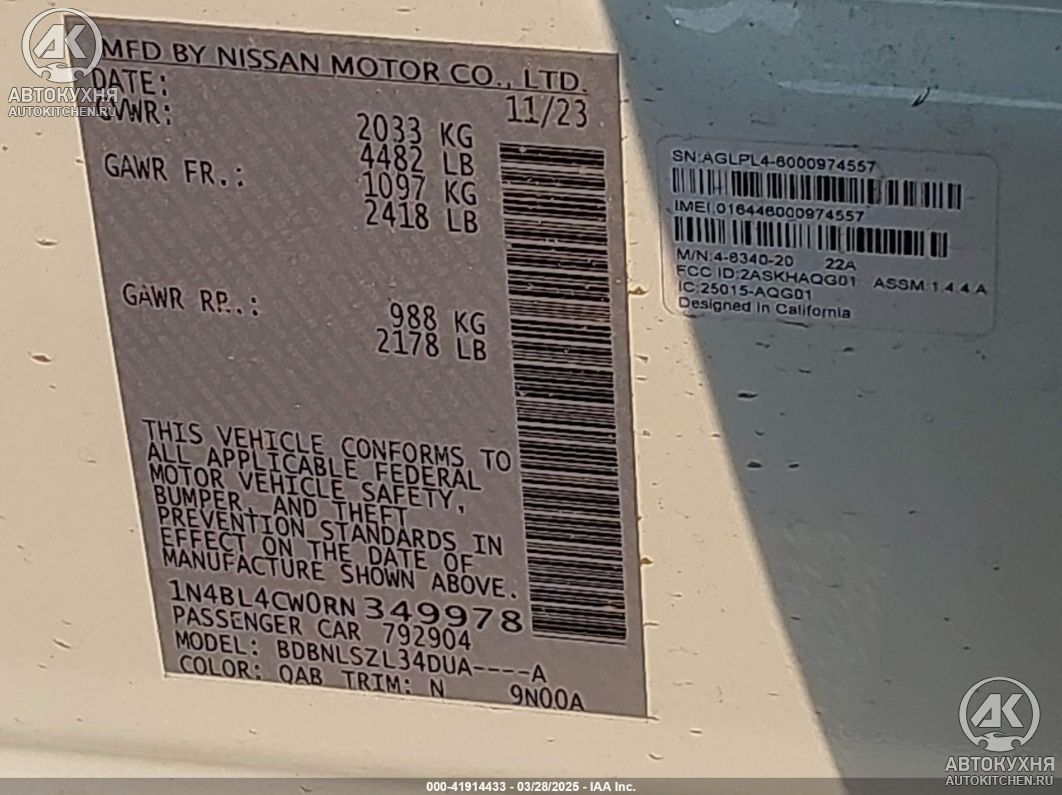 MFD BY NISSAN MOTOR CO., LTD.
DATE: 11/23
GVWR: 2033 KG
4482 LB
GAWR FR.: 1097 KG
2418 LB
GAWR RR.: 988 KG
2178 LB
THIS VEHICLE CONFORMS TO
ALL APPLICABLE FEDERAL
MOTOR VEHICLE SAFETY,
BUMPER, AND THEFT
PREVENTION STANDARDS IN
EFFECT ON THE DATE OF
MANUFACTURE SHOWN ABOVE.
1N4BL4CW0RN349978
PASSENGER CAR 792904
MODEL: BDBNLSZL34DUA----A
COLOR: QAB TRIM: N 9N00A
SN:AGLPL4-6000974557
IMEI:016446000974557
M/N:4-6340-20 22A
FCC ID:2ASKHAQG01 ASSM 1.4.4 A
IC:25015-AQG01
Designed in California
АК
АВТОКУХНЯ
AUTOKITCHEN.RU
АК
АВТОКУХНЯ
AUTOKITCHEN.RU
000-41914433 - 03/28/2025 - IAA Inc.